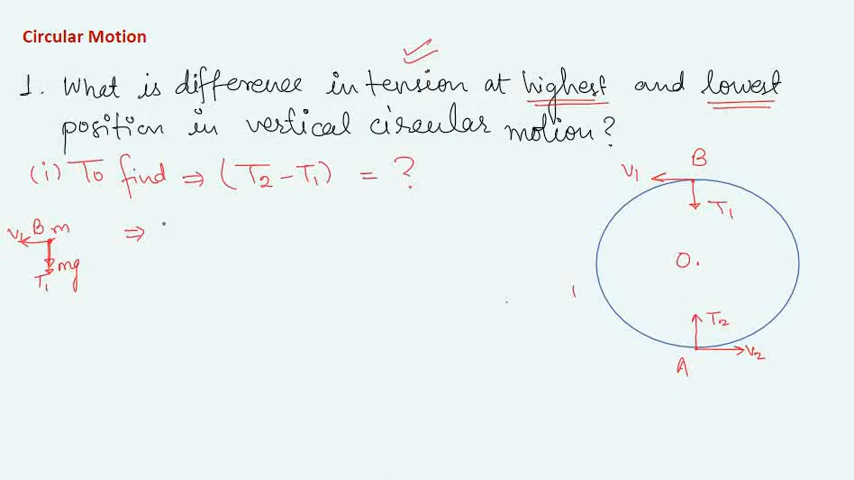 Circular Motion
1. What is difference in tension at highest and lowest
position in vertical circular motion?
(i) To find ⇒ (T₂ - T₁) = ?
B
V₁
T₁
V₁ B m
⇒
mg
T₁
O
T₂
V₂
A